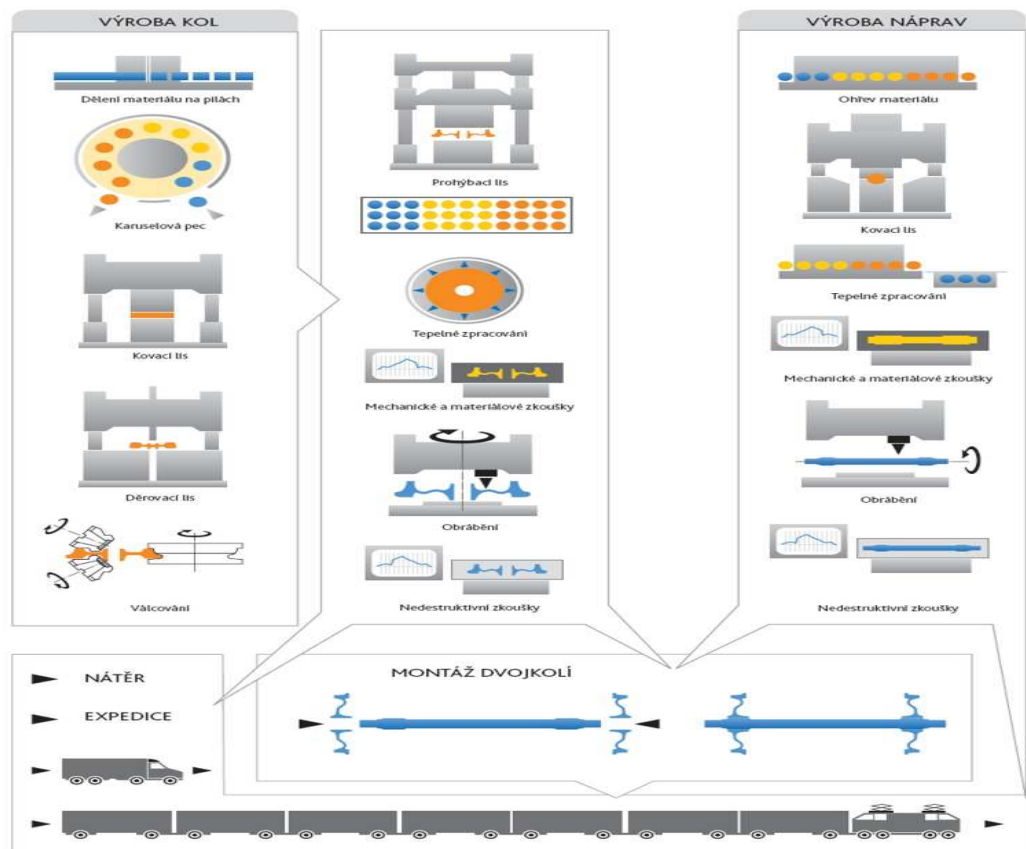 VÝROBA KOL
Dělení materiálu na pilách
Karuselová pec
Kovací lis
Děrovací lis
Válcování
Prohýbací lis
Tepelné zpracování
Mechanické a materiálové zkoušky
Obrábění
Nedestruktivní zkoušky
VÝROBA NÁPRAV
Ohřev materiálu
Kovací lis
Tepelné zpracování
Mechanické a materiálové zkoušky
Obrábění
Nedestruktivní zkoušky
MONTÁŽ DVOJKOLÍ
NÁTĚR
EXPEDICE